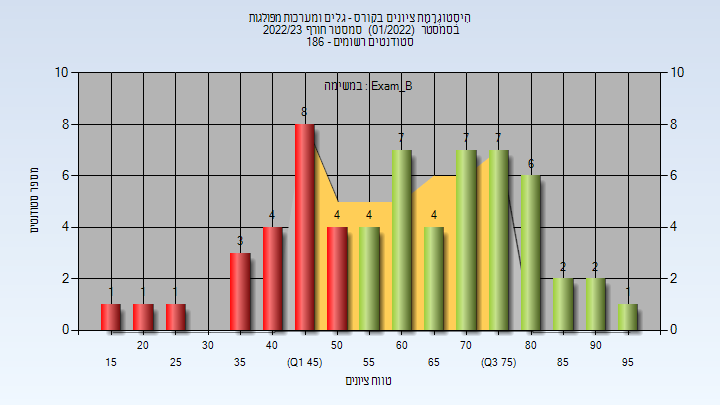 היסטוגרמת ציונים בקורס - גלים ומערכות מפולגות
בסמסטר (01/2022) סמסטר חורף 2022/23
סטודנטים רשומים - 186
במשימה : Exam_B
מספר סטודנטים
10 10
8 8
6 6
4 4
2 2
0 0
1 1 1 3 4 8 4 4 7 4 7 7 6 2 2 1
20 30 40 50 60 70 80 90
15 25 35 (Q1 45) 55 65 (Q3 75) 85 95
טווח ציונים